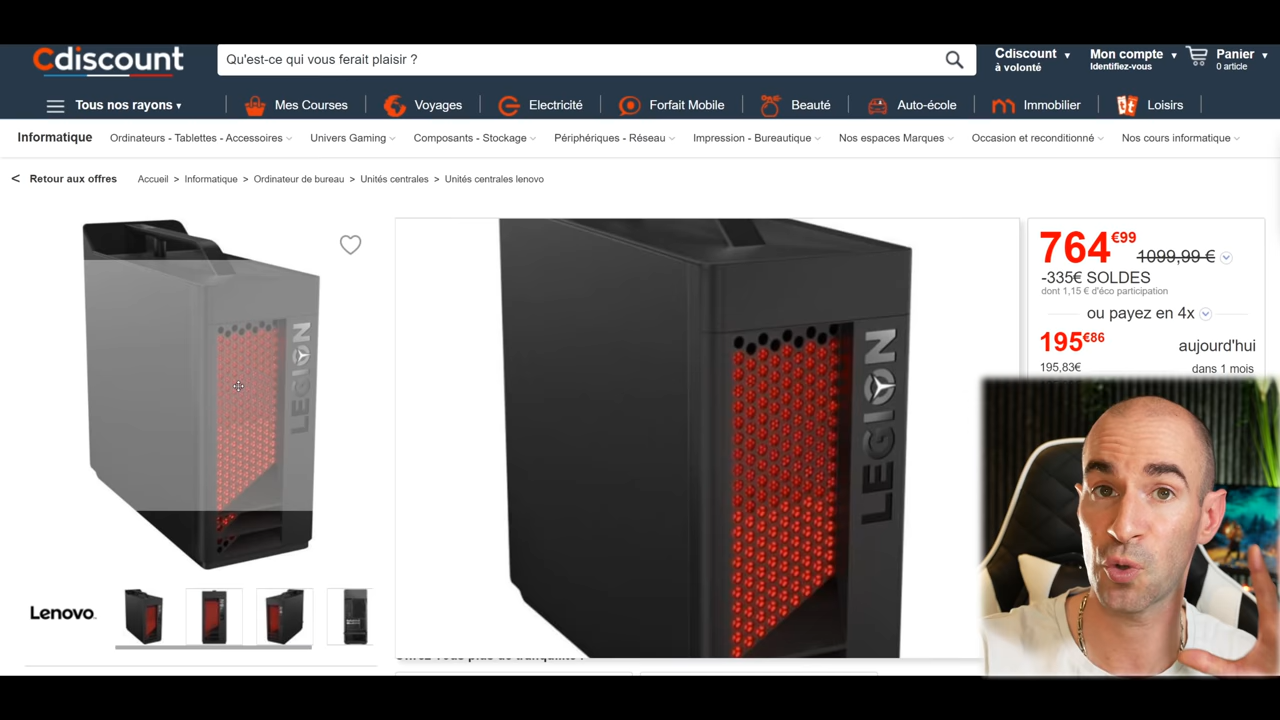 Cdiscount
Qu'est-ce qui vous ferait plaisir ?
Cdiscount
à volonté
Mon compte
Identifiez-vous
Panier
0 article
Tous nos rayons
Mes Courses
Voyages
Electricité
Forfait Mobile
Beauté
Auto-école
Immobilier
Loisirs
Informatique
Ordinateurs - Tablettes - Accessoires
Univers Gaming
Composants - Stockage
Périphériques - Réseau
Impression - Bureautique
Nos espaces Marques
Occasion et reconditionné
Nos cours informatique
< Retour aux offres
Accueil > Informatique > Ordinateur de bureau > Unités centrales > Unités centrales lenovo
LEGION
LEGION
764€99 1099,99 €
-335€ SOLDES
dont 1,15 € d'éco participation
ou payez en 4x
195€86 aujourd'hui
195,83€ dans 1 mois
Lenovo